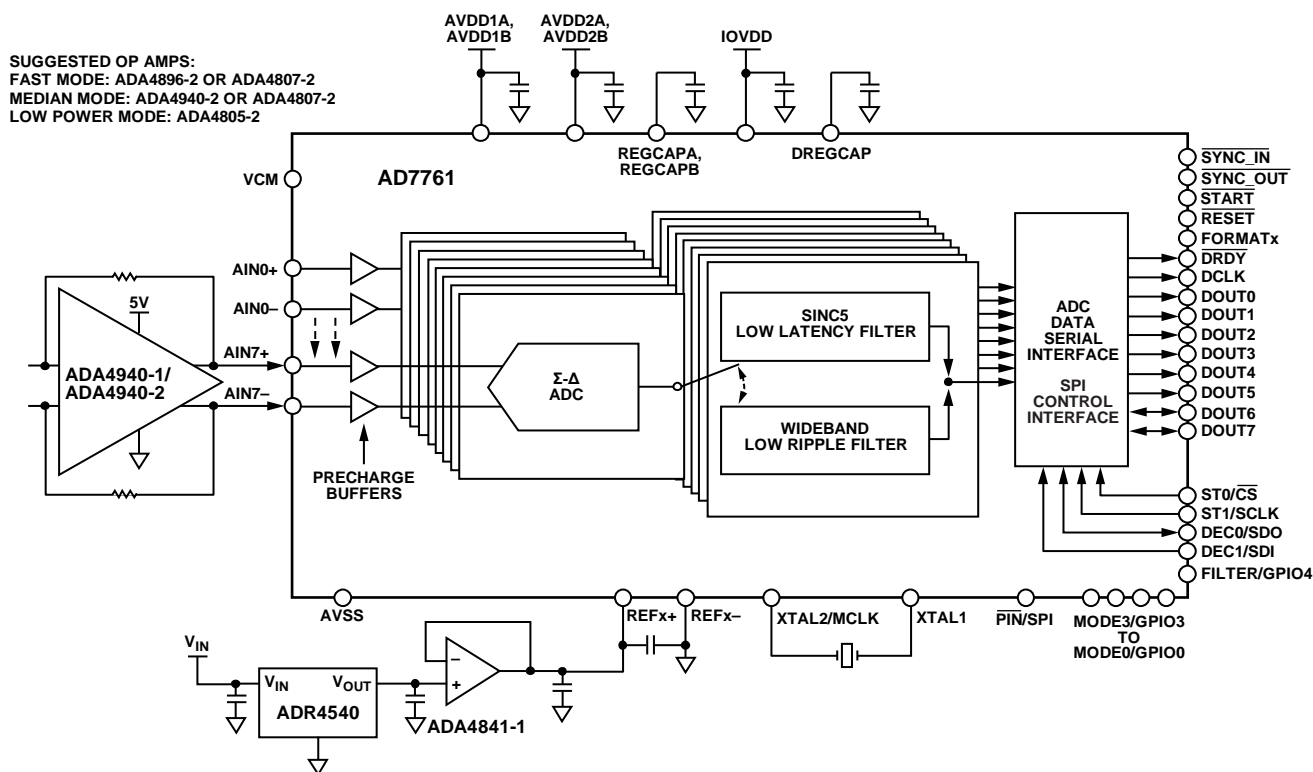 AVDD1A,
AVDD1B
AVDD2A,
AVDD2B
IOVDD
SUGGESTED OP AMPS:
FAST MODE: ADA4896-2 OR ADA4807-2
MEDIAN MODE: ADA4940-2 OR ADA4807-2
LOW POWER MODE: ADA4805-2
REGCAPA,
REGCAPB
DREGCAP
VCM
AD7761
SYNC_IN
SYNC_OUT
START
RESET
FORMATx
DRDY
DCLK
DOUT0
DOUT1
DOUT2
DOUT3
DOUT4
DOUT5
DOUT6
DOUT7
AIN0+
AIN0–
AIN7+
AIN7–
5V
ADA4940-1/
ADA4940-2
PRECHARGE
BUFFERS
Σ-Δ
ADC
SINC5
LOW LATENCY FILTER
WIDEBAND
LOW RIPPLE FILTER
ADC
DATA
SERIAL
INTERFACE
SPI
CONTROL
INTERFACE
ST0/CS
ST1/SCLK
DEC0/SDO
DEC1/SDI
FILTER/GPIO4
AVSS
REFx+
REFx–
XTAL2/MCLK
XTAL1
PIN/SPI
MODE3/GPIO3
TO
MODE0/GPIO0
VIN
VIN
VOUT
ADR4540
–
+
ADA4841-1